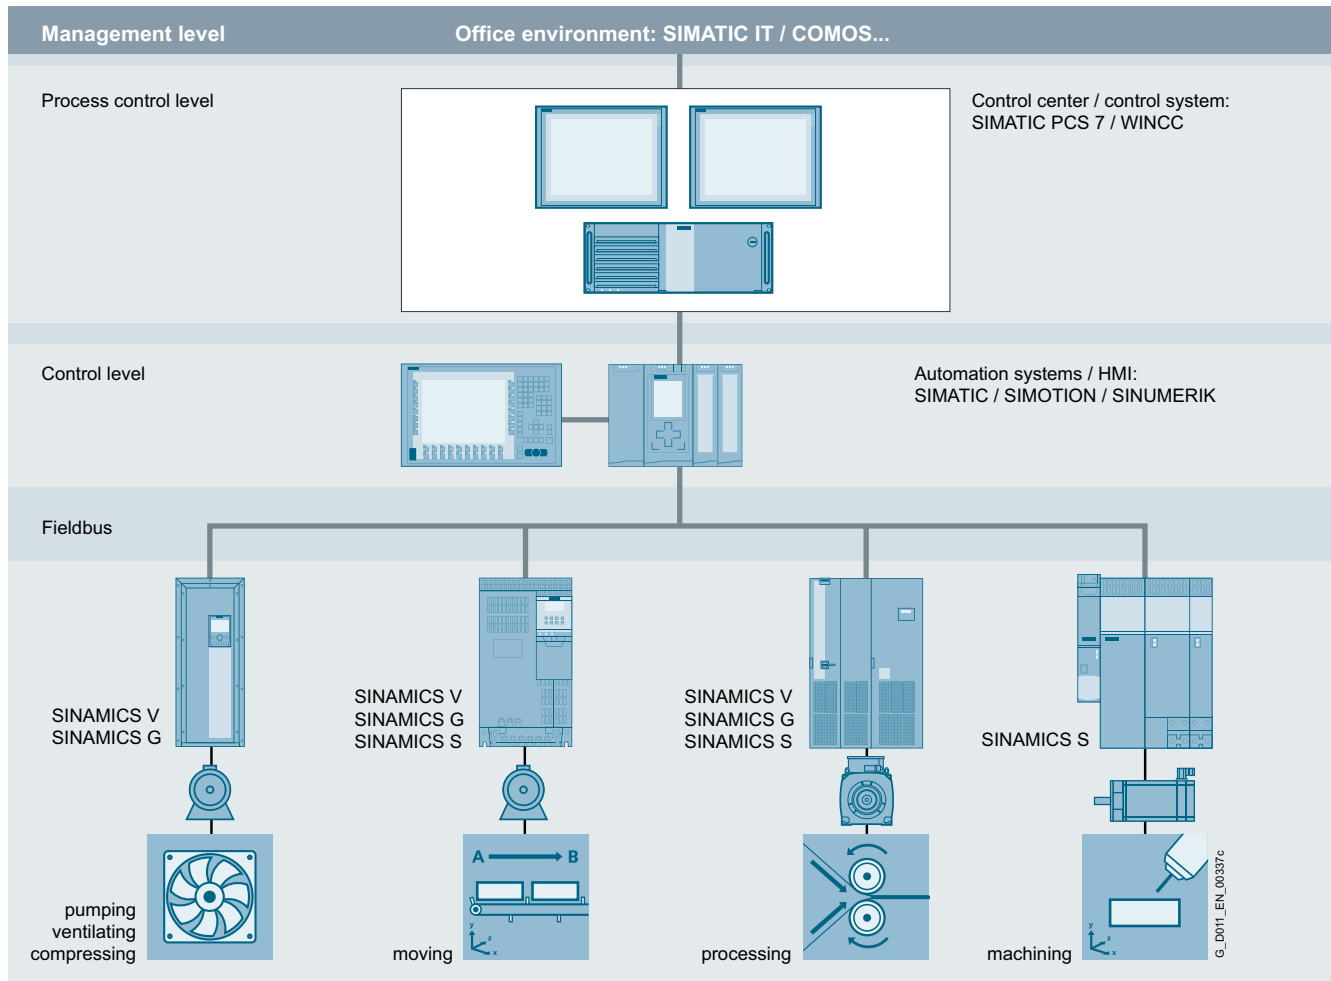 Management level
Office environment: SIMATIC IT / COMOS...
Process control level
Control center / control system:
SIMATIC PCS 7 / WINCC
Control level
Automation systems / HMI:
SIMATIC / SIMOTION / SINUMERIK
Fieldbus
SINAMICS V
SINAMICS G
SINAMICS V
SINAMICS G
SINAMICS S
SINAMICS V
SINAMICS G
SINAMICS S
SINAMICS S
pumping
ventilating
compressing
A B
y
z
x
moving
processing
y
z
x
machining
G_D011_EN_00337c